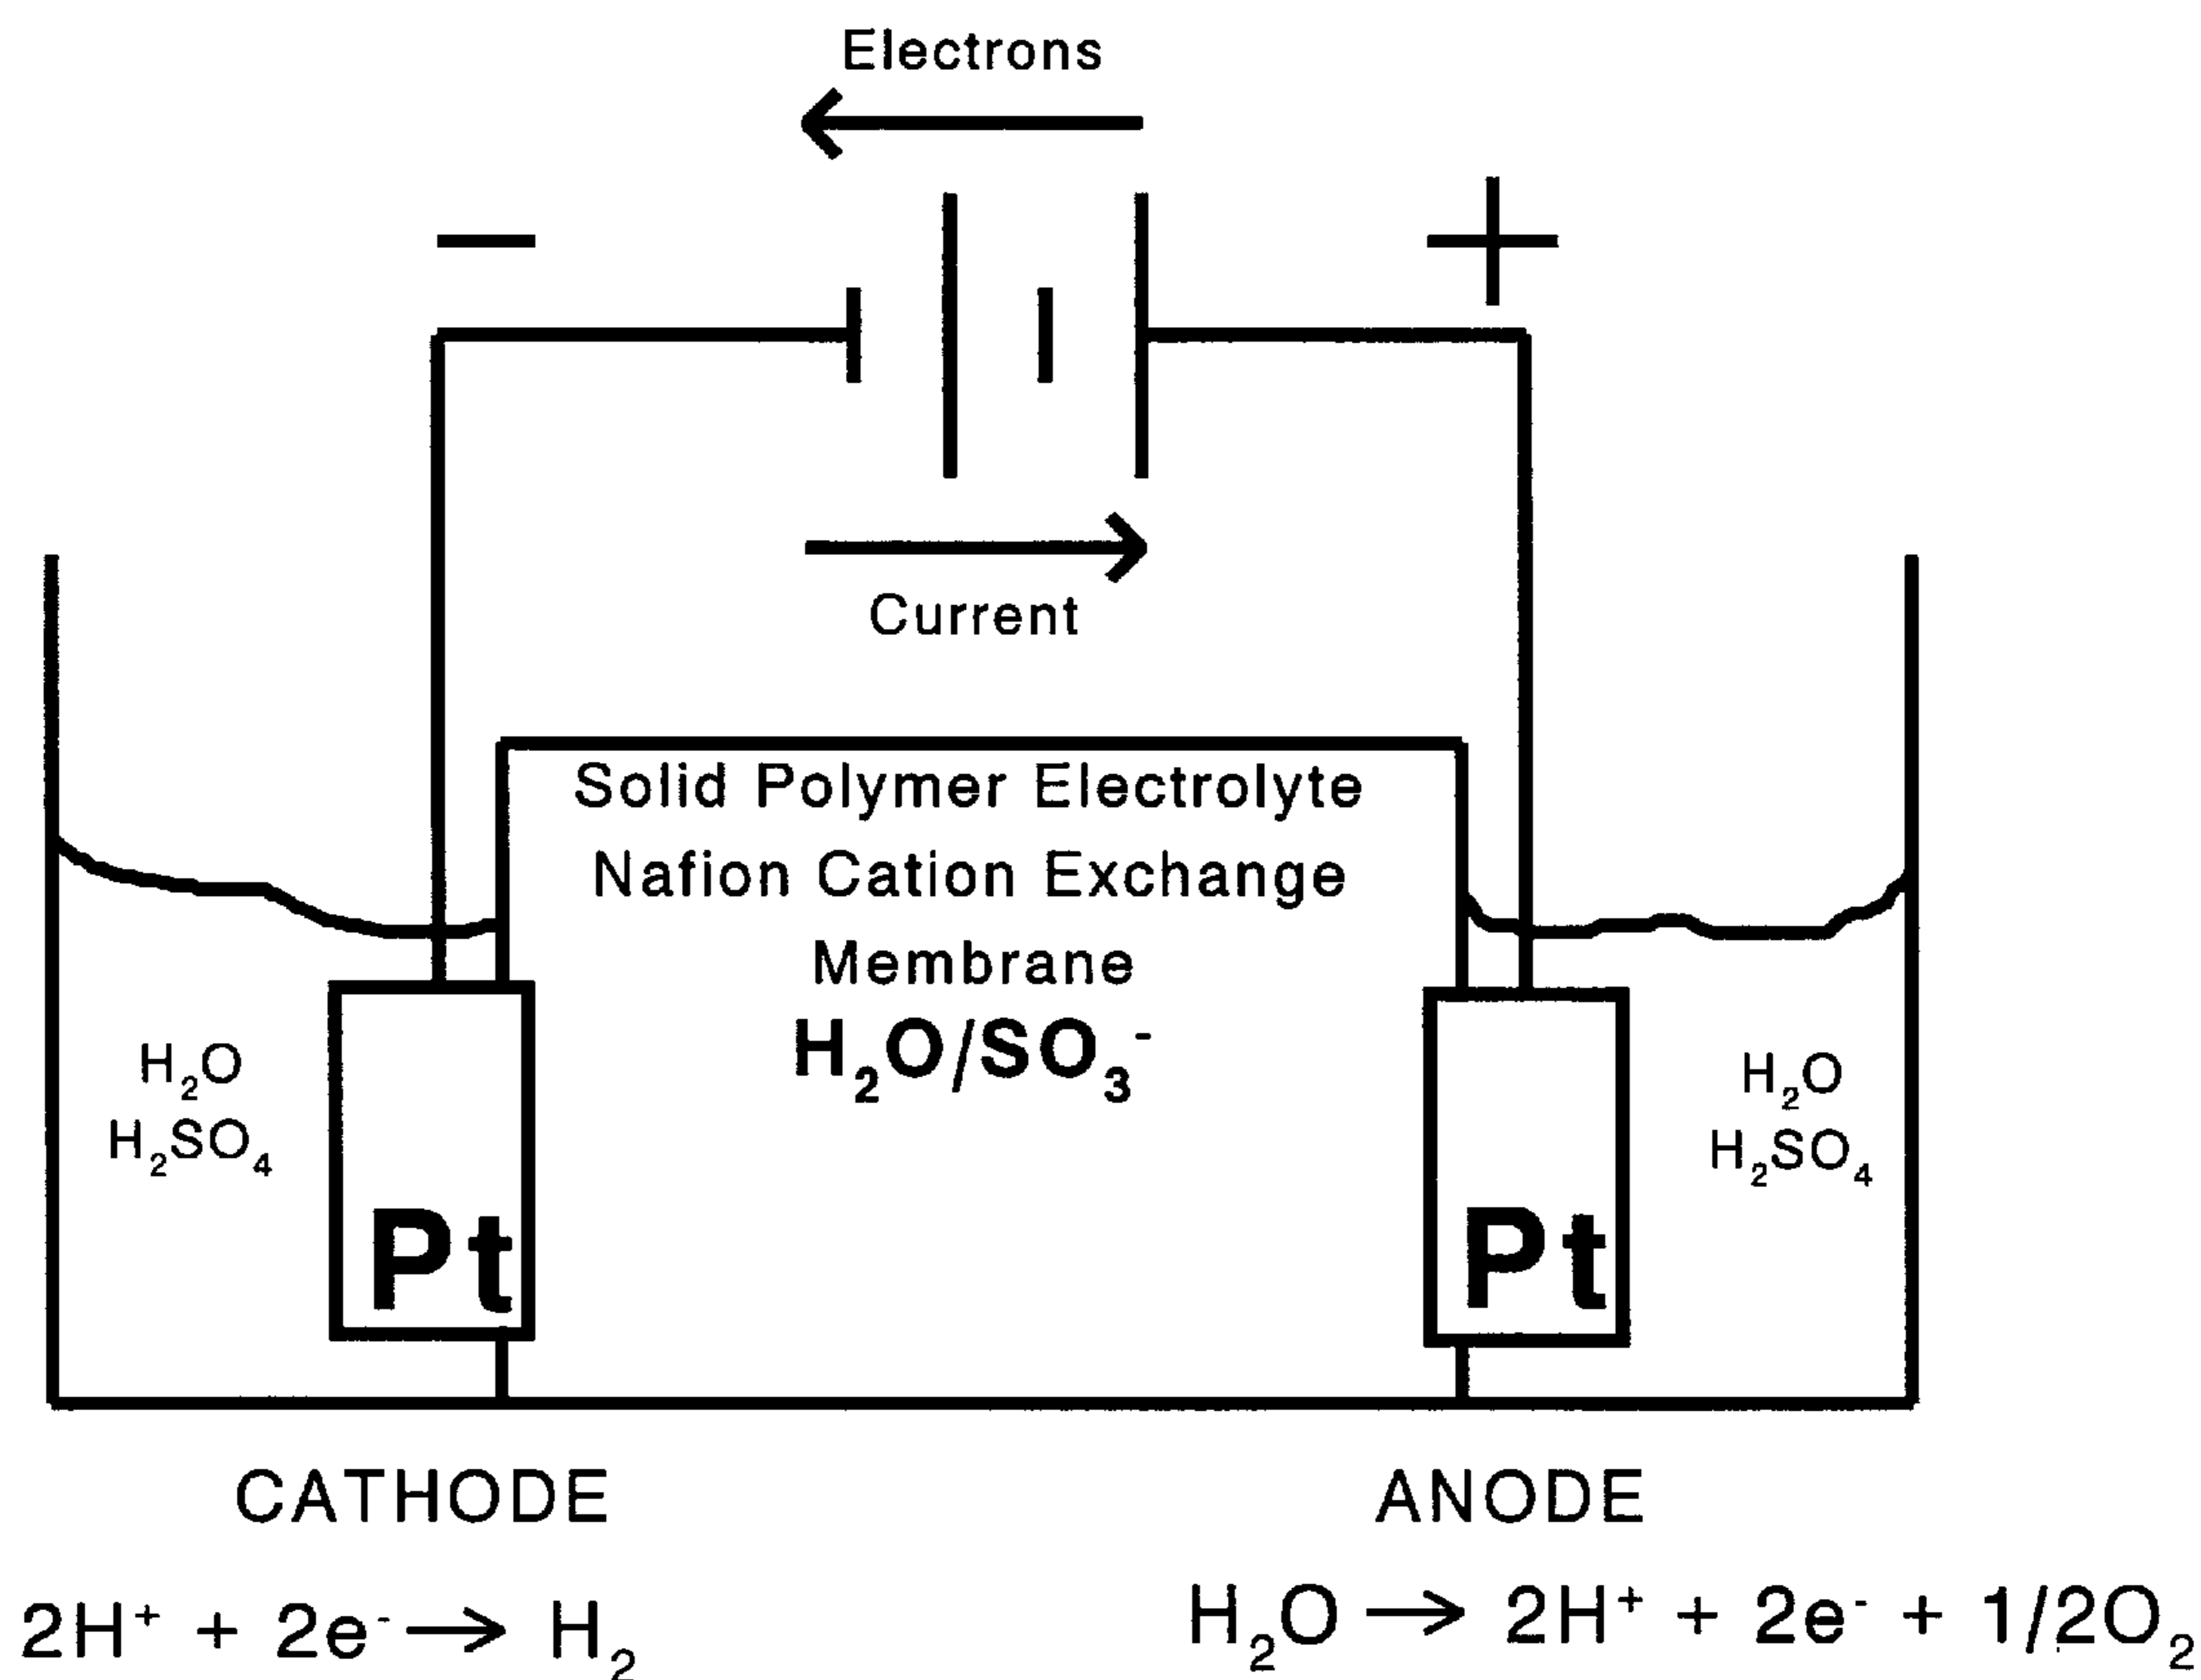 Electrons
− +
Current
Solid Polymer Electrolyte
Nafion Cation Exchange
Membrane
H₂O/SO₃⁻
H₂O
H₂SO₄
Pt
H₂O
H₂SO₄
Pt
CATHODE
ANODE
2H⁺ + 2e⁻ → H₂
H₂O → 2H⁺ + 2e⁻ + 1/2O₂